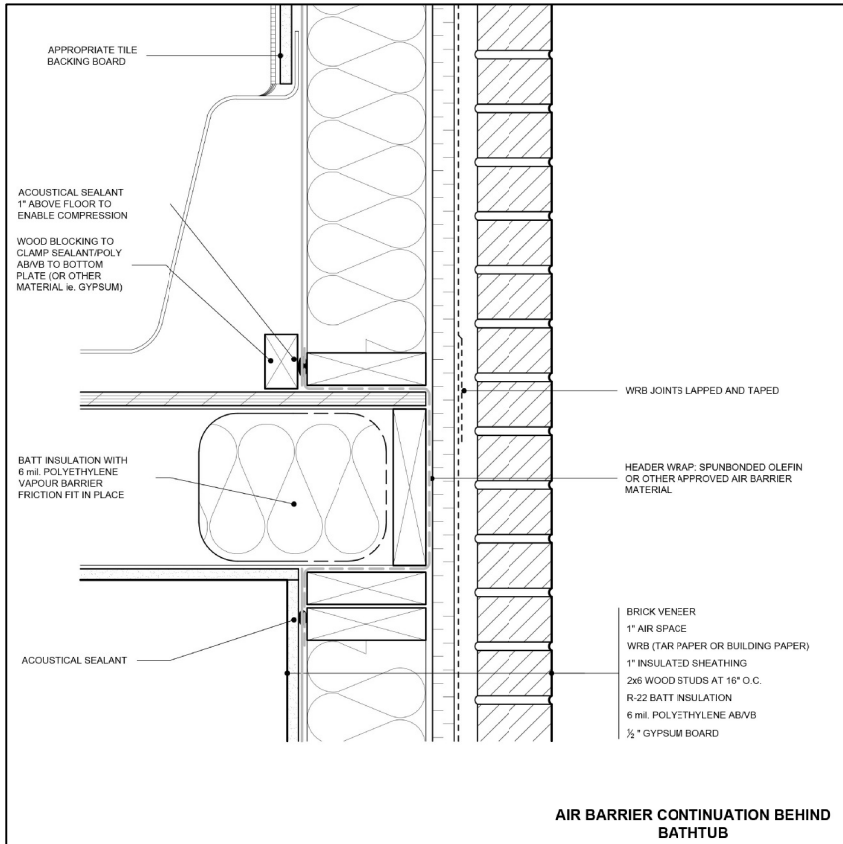 APPROPRIATE TILE
BACKING BOARD
ACOUSTICAL SEALANT
1" ABOVE FLOOR TO
ENABLE COMPRESSION
WOOD BLOCKING TO
CLAMP SEALANT/POLY
AB/VB TO BOTTOM
PLATE (OR OTHER
MATERIAL ie. GYPSUM)
WRB JOINTS LAPPED AND TAPED
BATT INSULATION WITH
6 mil. POLYETHYLENE
VAPOUR BARRIER
FRICTION FIT IN PLACE
HEADER WRAP: SPUNBONDED OLEFIN
OR OTHER APPROVED AIR BARRIER
MATERIAL
ACOUSTICAL SEALANT
BRICK VENEER
1" AIR SPACE
WRB (TAR PAPER OR BUILDING PAPER)
1" INSULATED SHEATHING
2x6 WOOD STUDS AT 16" O.C.
R-22 BATT INSULATION
6 mil. POLYETHYLENE AB/VB
½ " GYPSUM BOARD
AIR BARRIER CONTINUATION BEHIND
BATHTUB